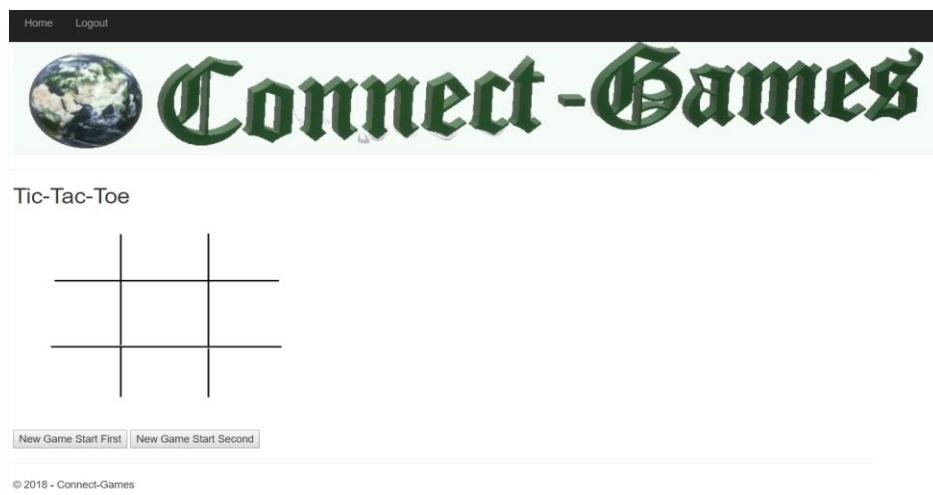 Home Logout
Connect-Games
Tic-Tac-Toe
New Game Start First New Game Start Second
© 2018 - Connect-Games